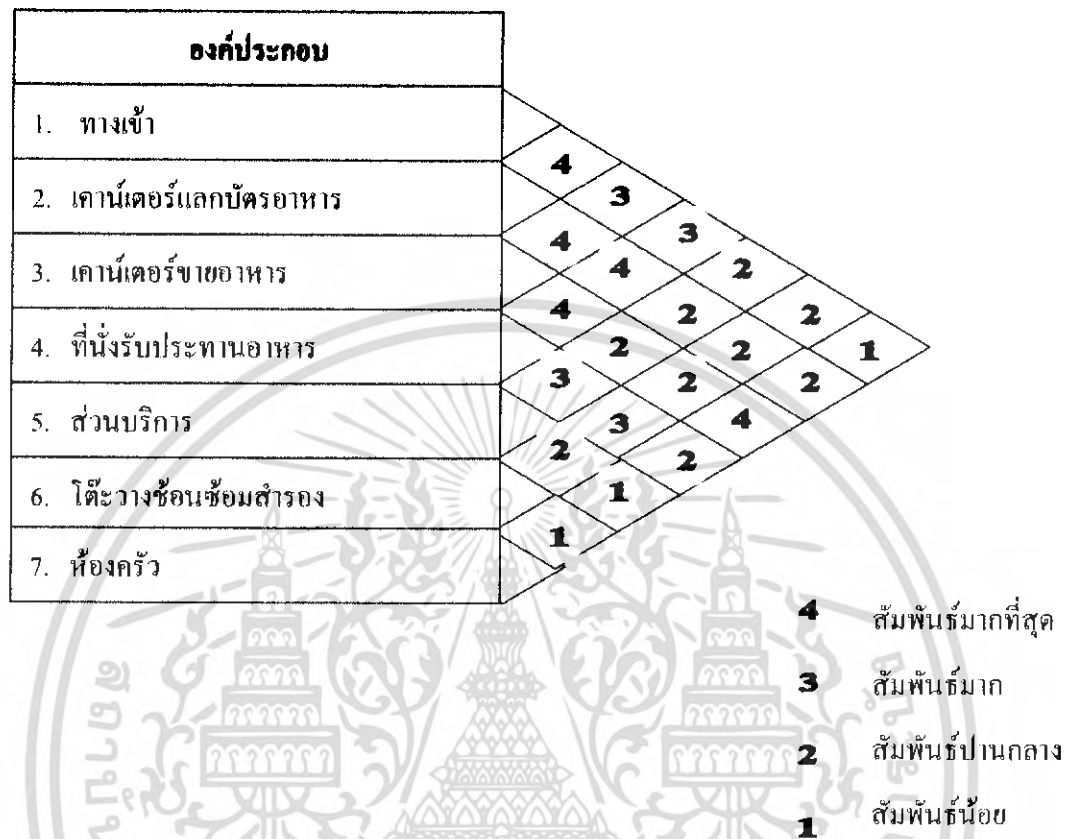 องค์ประกอบ
1. ทางเข้า
4
2. เคาน์เตอร์แลกบัตรอาหาร
3
4 3
3. เคาน์เตอร์ขายอาหาร
4 2
4 2 2
4. ที่นั่งรับประทานอาหาร
2 2 1
3 2 2
5. ส่วนบริการ
3 4
2 2
6. โต๊ะวางช้อนซ้อมสำรอง
1
1
7. ห้องครัว
4 สัมพันธ์มากที่สุด
3 สัมพันธ์มาก
2 สัมพันธ์ปานกลาง
1 สัมพันธ์น้อย